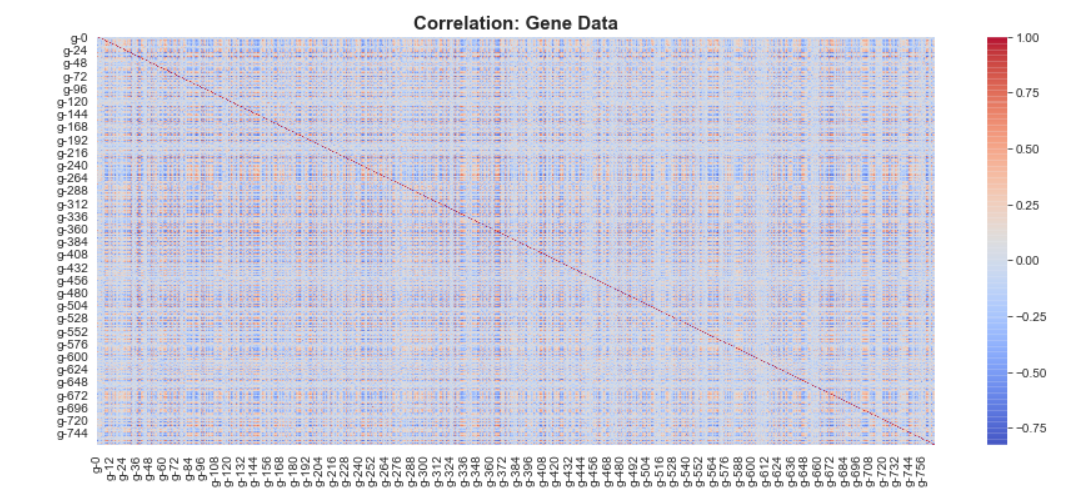 Correlation: Gene Data
g-0
g-24
g-48
g-72
g-96
g-120
g-144
g-168
g-192
g-216
g-240
g-264
g-288
g-312
g-336
g-360
g-384
g-408
g-432
g-456
g-480
g-504
g-528
g-552
g-576
g-600
g-624
g-648
g-672
g-696
g-720
g-744
g-0
g-12
g-24
g-36
g-48
g-60
g-72
g-84
g-96
g-108
g-120
g-132
g-144
g-156
g-168
g-180
g-192
g-204
g-216
g-228
g-240
g-252
g-264
g-276
g-288
g-300
g-312
g-324
g-336
g-348
g-360
g-372
g-384
g-396
g-408
g-420
g-432
g-444
g-456
g-468
g-480
g-492
g-504
g-516
g-528
g-540
g-552
g-564
g-576
g-588
g-600
g-612
g-624
g-636
g-648
g-660
g-672
g-684
g-696
g-708
g-720
g-732
g-744
g-756
1.00
0.75
0.50
0.25
0.00
−0.25
−0.50
−0.75